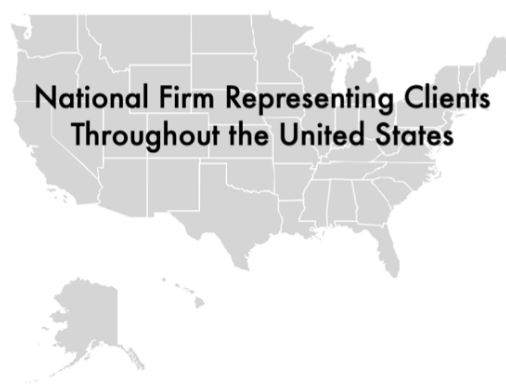 National Firm Representing Clients
Throughout the United States